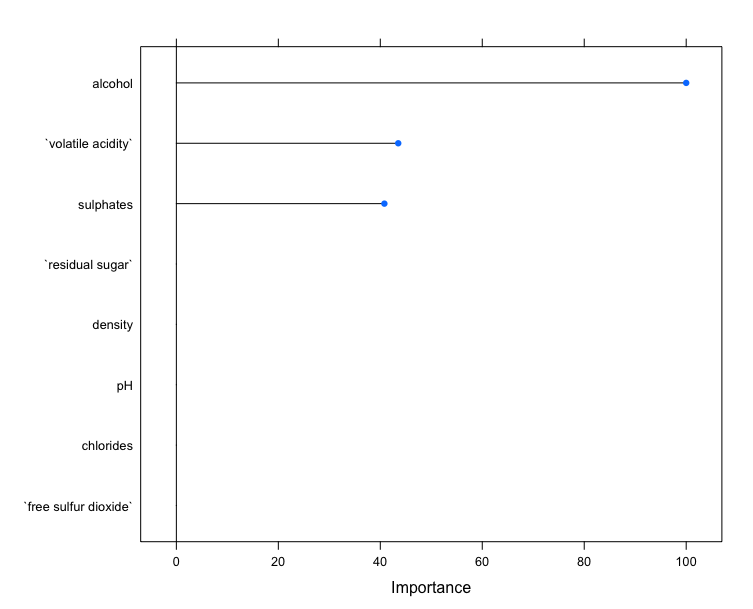 alcohol
`volatile acidity`
sulphates
`residual sugar`
density
pH
chlorides
`free sulfur dioxide`
0 20 40 60 80 100
Importance